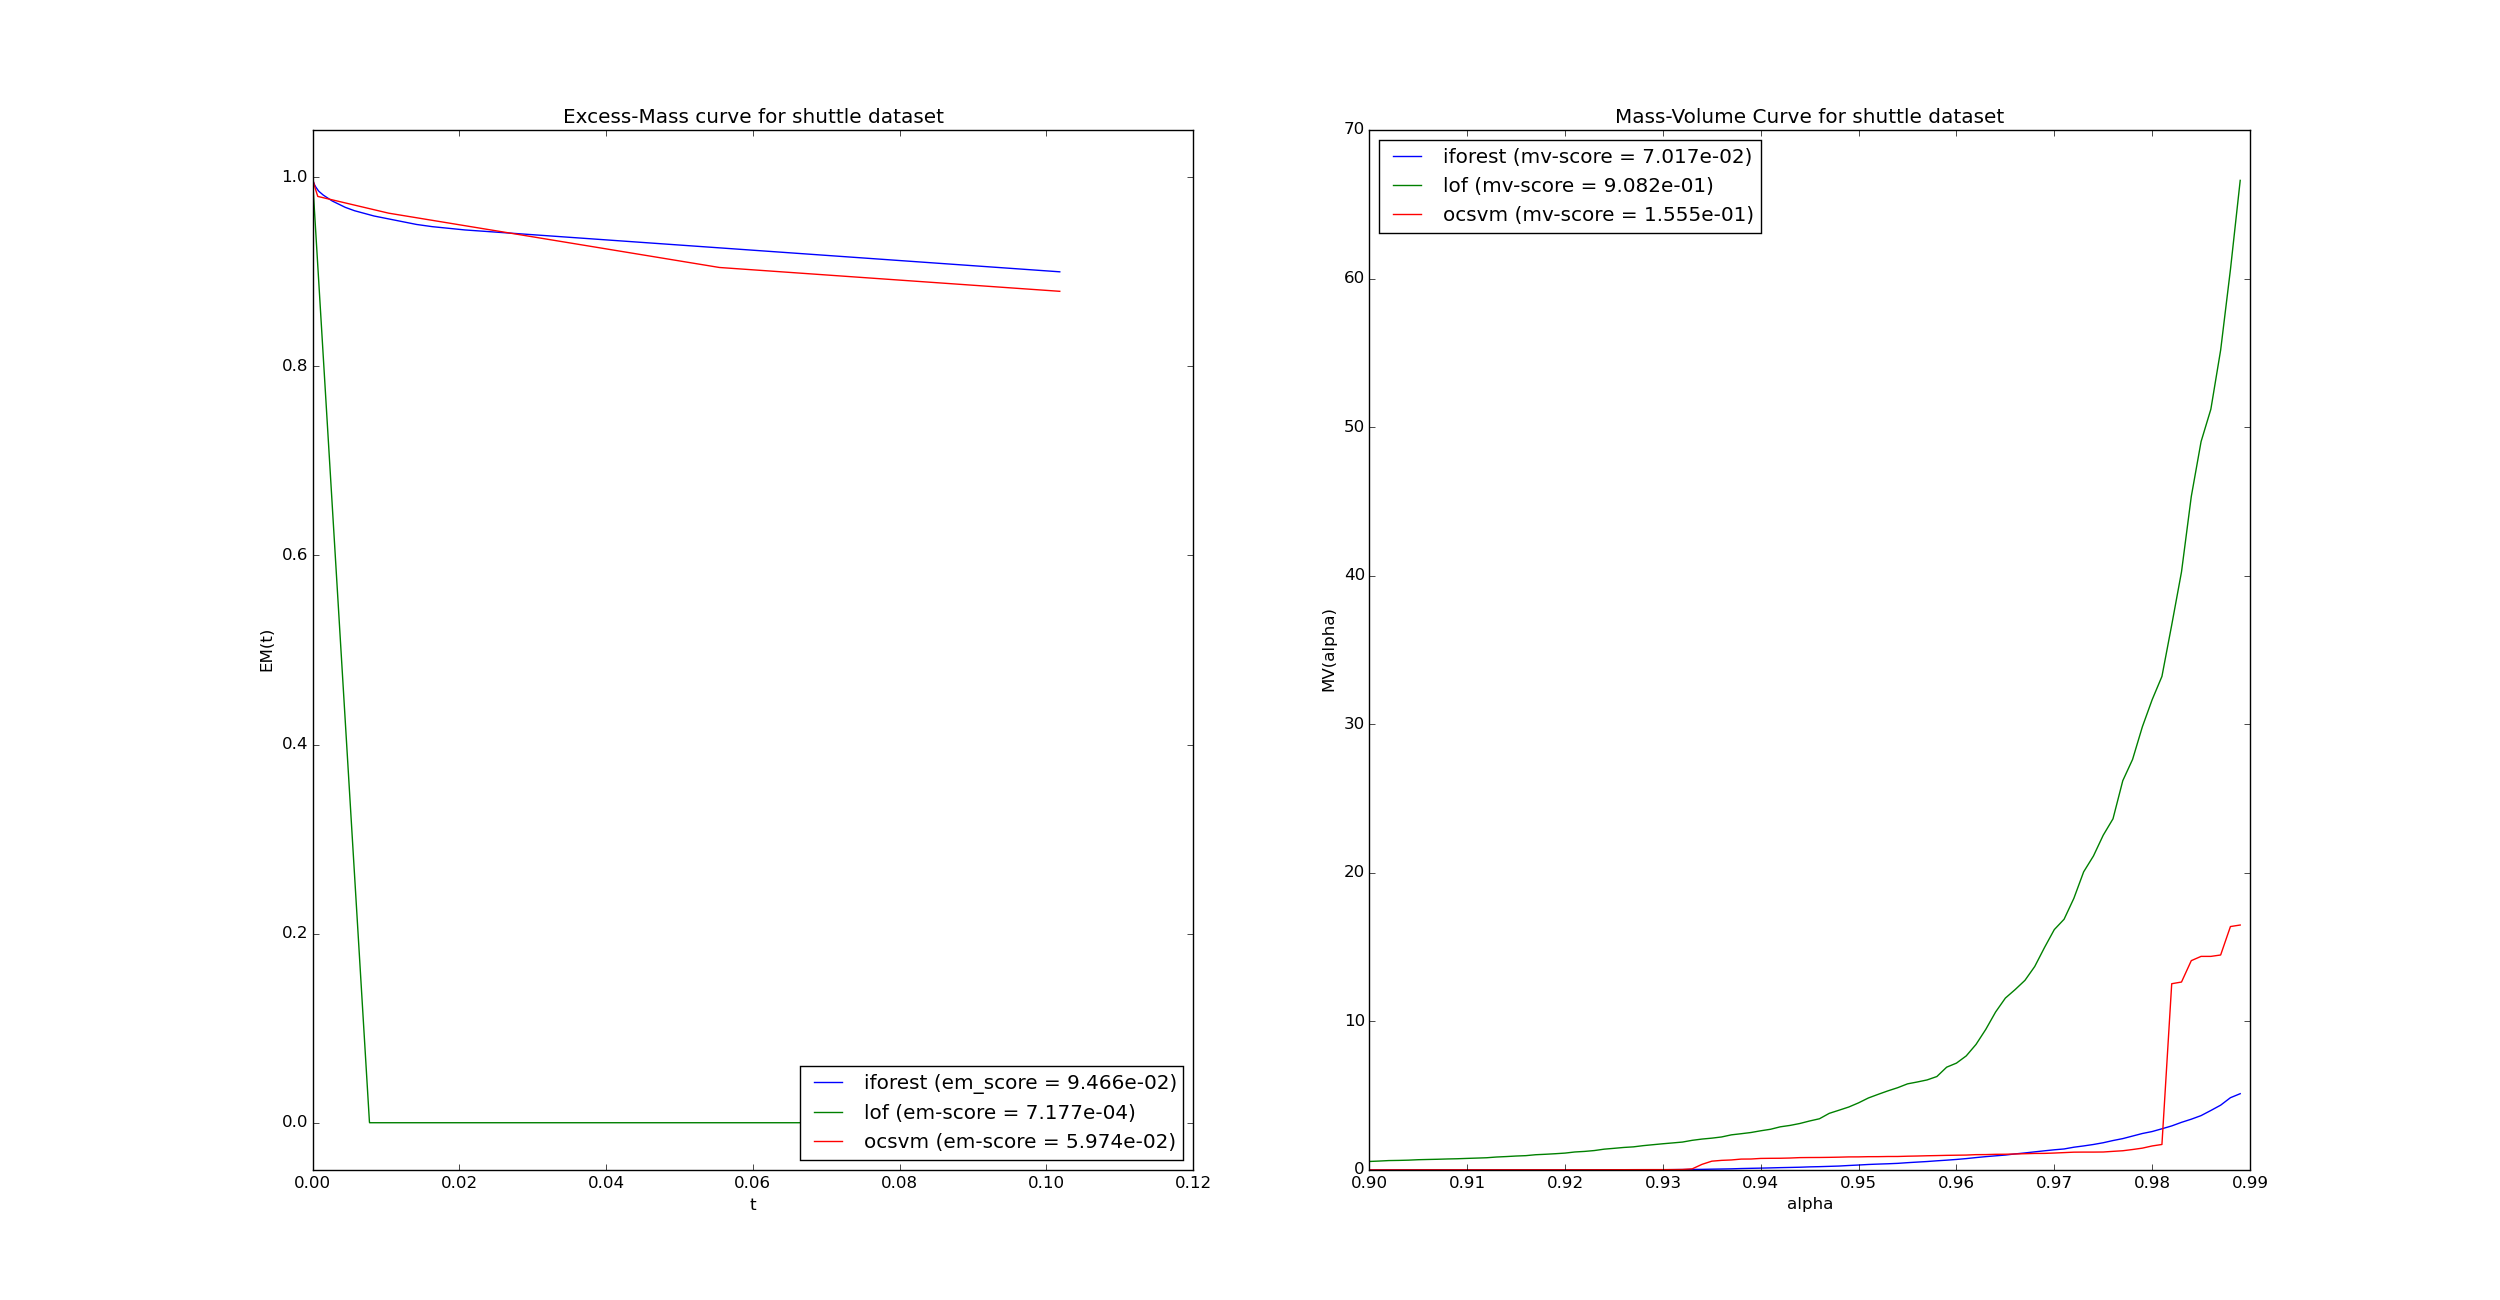 Excess-Mass curve for shuttle dataset
1.0
0.8
0.6
0.4
0.2
0.0
EM(t)
iforest (em_score = 9.466e-02)
lof (em-score = 7.177e-04)
ocsvm (em-score = 5.974e-02)
0.00 0.02 0.04 0.06 0.08 0.10 0.12
t
Mass-Volume Curve for shuttle dataset
70
60
50
40
30
20
10
0
MV(alpha)
iforest (mv-score = 7.017e-02)
lof (mv-score = 9.082e-01)
ocsvm (mv-score = 1.555e-01)
0.90 0.91 0.92 0.93 0.94 0.95 0.96 0.97 0.98 0.99
alpha